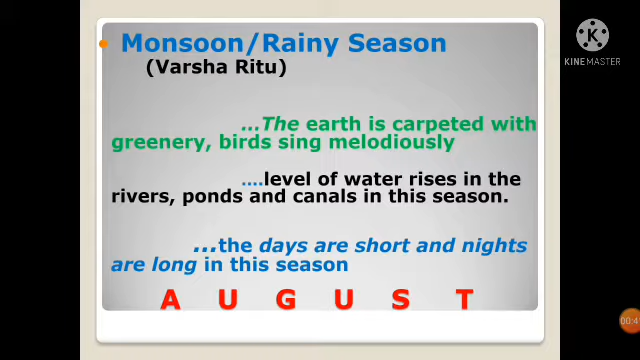 Monsoon/Rainy Season
(Varsha Ritu)
...The earth is carpeted with
greenery, birds sing melodiously
....level of water rises in the
rivers, ponds and canals in this season.
...the days are short and nights
are long in this season
A U G U S T
K
KINEMASTER